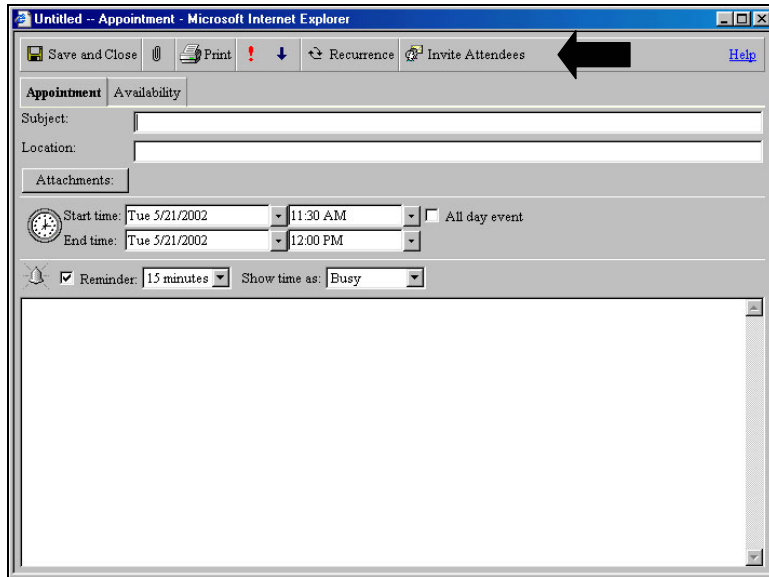 Untitled -- Appointment - Microsoft Internet Explorer
Save and Close Print ! Recurrence Invite Attendees Help
Appointment Availability
Subject:
Location:
Attachments:
Start time: Tue 5/21/2002 11:30 AM All day event
End time: Tue 5/21/2002 12:00 PM
Reminder: 15 minutes Show time as: Busy